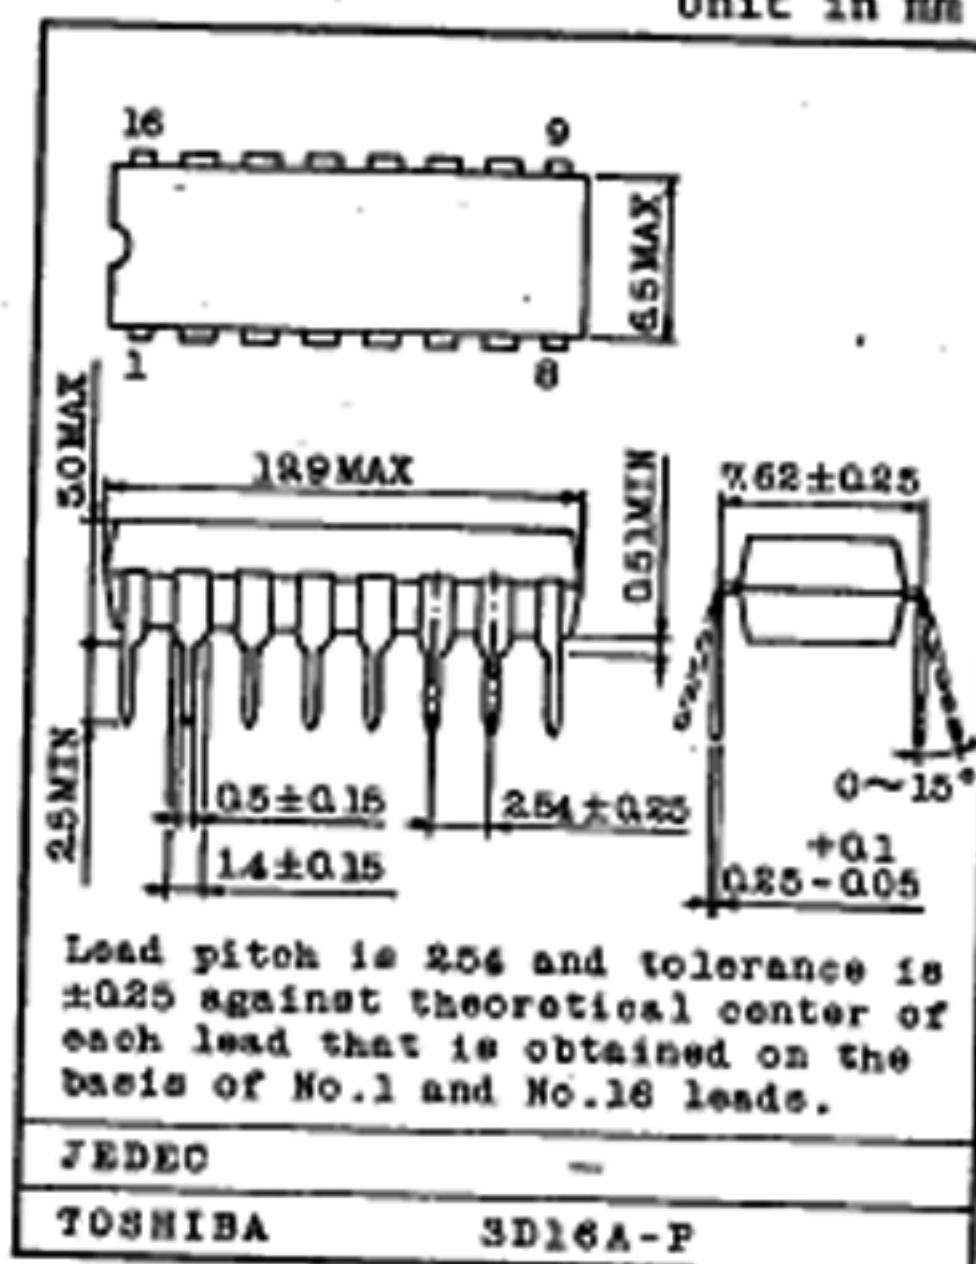 Unit in mm
16 9
6.5MAX
1 8
5.0MAX
19.9MAX
0.51MIN
7.62±0.25
2.5MIN
0.5±0.15
2.54±0.25
0~15°
1.4±0.15
+0.1
0.25-0.05
Lead pitch is 2.54 and tolerance is
±0.25 against theoretical center of
each lead that is obtained on the
basis of No.1 and No.16 leads.
JEDEC —
TOSHIBA 3D16A-P